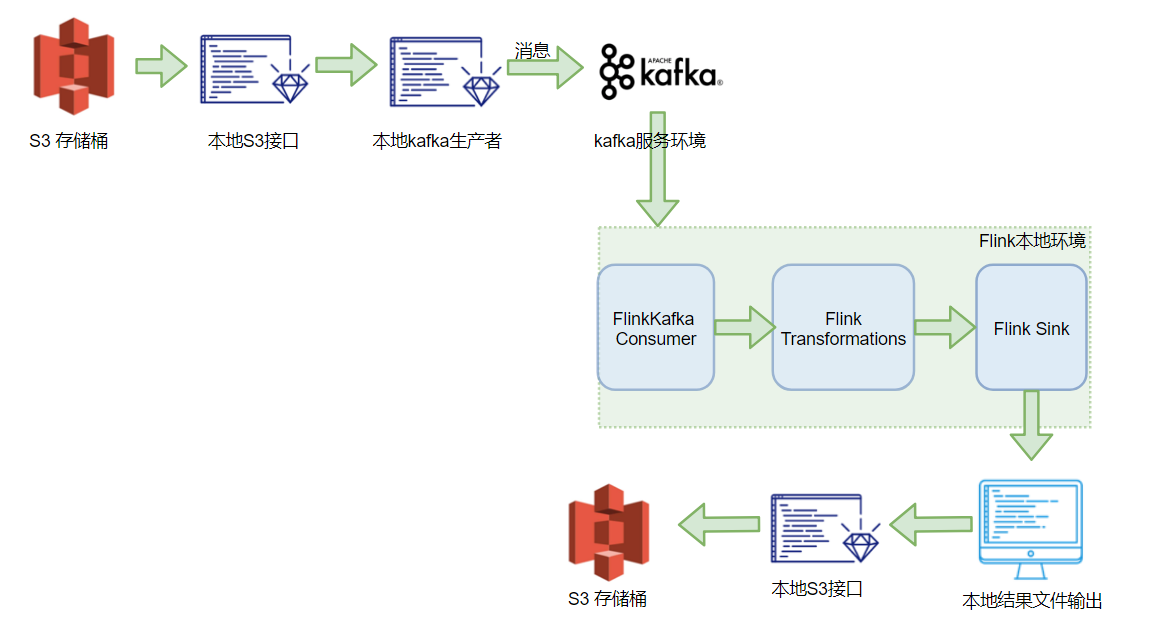 消息
APACHE
kafka®
S3 存储桶
本地S3接口
本地kafka生产者
kafka服务环境
Flink本地环境
FlinkKafka
Consumer
Flink
Transformations
Flink Sink
S3 存储桶
本地S3接口
本地结果文件输出